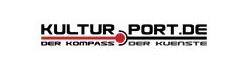 KULTUR PORT.DE
DER KOMPASS DER KUENSTE